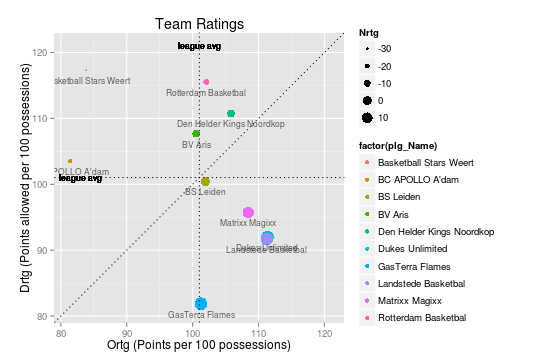 Team Ratings
Drtg (Points allowed per 100 possessions)
120
110
100
90
80
league avg
sketball Stars Weert
Rotterdam Basketbal
Den Helder Kings Noordkop
BV Aris
POLLO A'dam
league avg
BS Leiden
Matrixx Magixx
Dukes Unlimited
Landstede Basketbal
GasTerra Flames
80
90
100
110
120
Ortg (Points per 100 possessions)
Nrtg
-30
-20
-10
0
10
factor(plg_Name)
Basketball Stars Weert
BC APOLLO A'dam
BS Leiden
BV Aris
Den Helder Kings Noordkop
Dukes Unlimited
GasTerra Flames
Landstede Basketbal
Matrixx Magixx
Rotterdam Basketbal